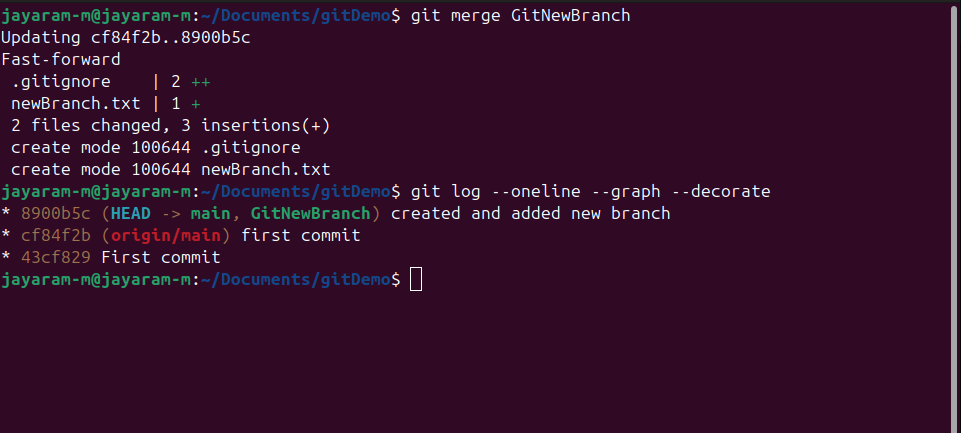 jayaram-m@jayaram-m:~/Documents/gitDemo$ git merge GitNewBranch
Updating cf84f2b..8900b5c
Fast-forward
 .gitignore    | 2 ++
 newBranch.txt | 1 +
 2 files changed, 3 insertions(+)
 create mode 100644 .gitignore
 create mode 100644 newBranch.txt
jayaram-m@jayaram-m:~/Documents/gitDemo$ git log --oneline --graph --decorate
* 8900b5c (HEAD -> main, GitNewBranch) created and added new branch
* cf84f2b (origin/main) first commit
* 43cf829 First commit
jayaram-m@jayaram-m:~/Documents/gitDemo$